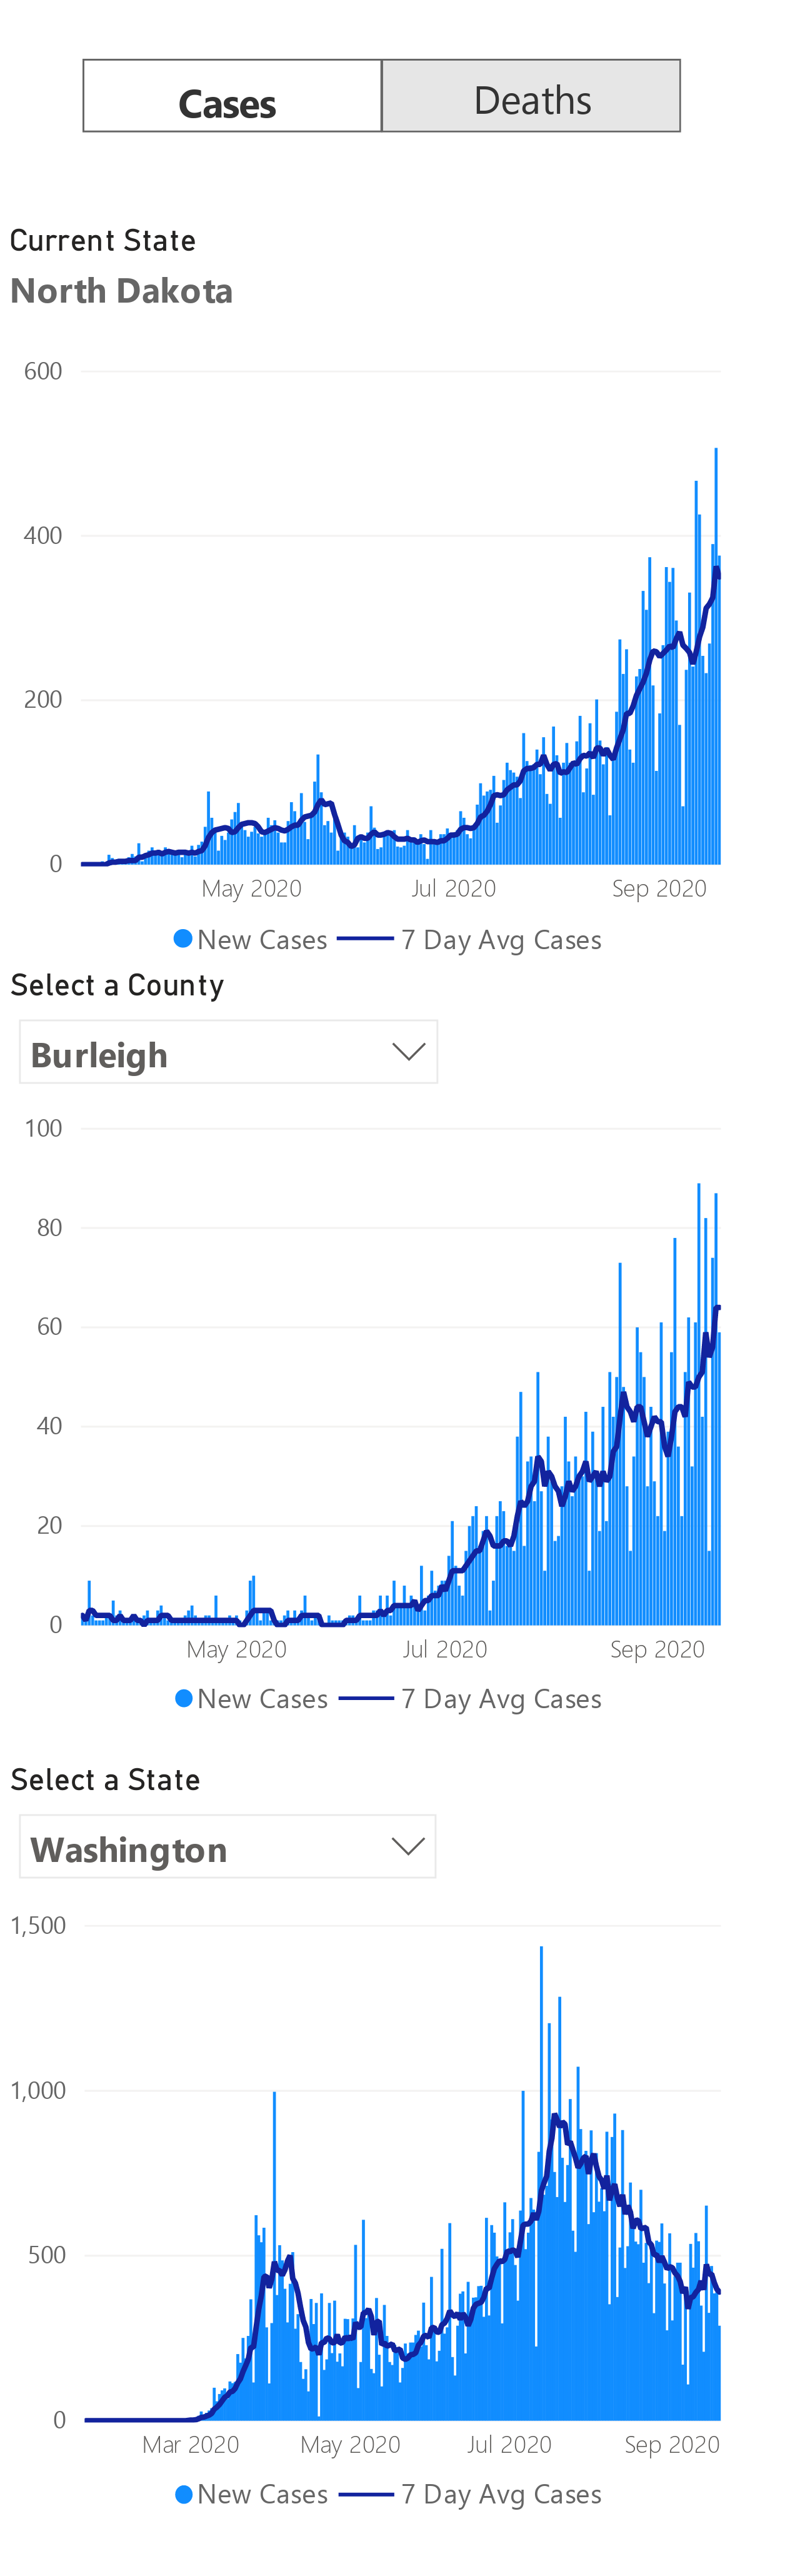 Cases Deaths
Current State
North Dakota
600
400
200
0
May 2020 Jul 2020 Sep 2020
New Cases 7 Day Avg Cases
Select a County
Burleigh
100
80
60
40
20
0
May 2020 Jul 2020 Sep 2020
New Cases 7 Day Avg Cases
Select a State
Washington
1,500
1,000
500
0
Mar 2020 May 2020 Jul 2020 Sep 2020
New Cases 7 Day Avg Cases